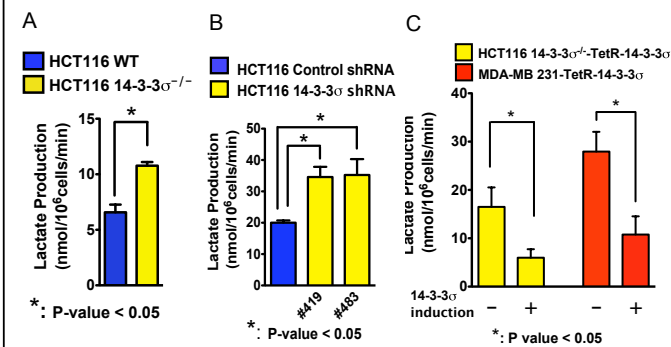 A
HCT116 WT
HCT116 14-3-3σ⁻/⁻
Lactate Production
(nmol/10⁶cells/min)
15
10
5
0
*
*: P-value < 0.05
B
HCT116 Control shRNA
HCT116 14-3-3σ shRNA
Lactate Production
(nmol/10⁶cells/min)
50
40
30
20
10
0
*
*
#419
#483
*: P-value < 0.05
C
HCT116 14-3-3σ⁻/⁻-TetR-14-3-3σ
MDA-MB 231-TetR-14-3-3σ
Lactate Production
(nmol/10⁶cells/min)
40
30
20
10
0
*
*
14-3-3σ
induction
− + − +
*: P value < 0.05